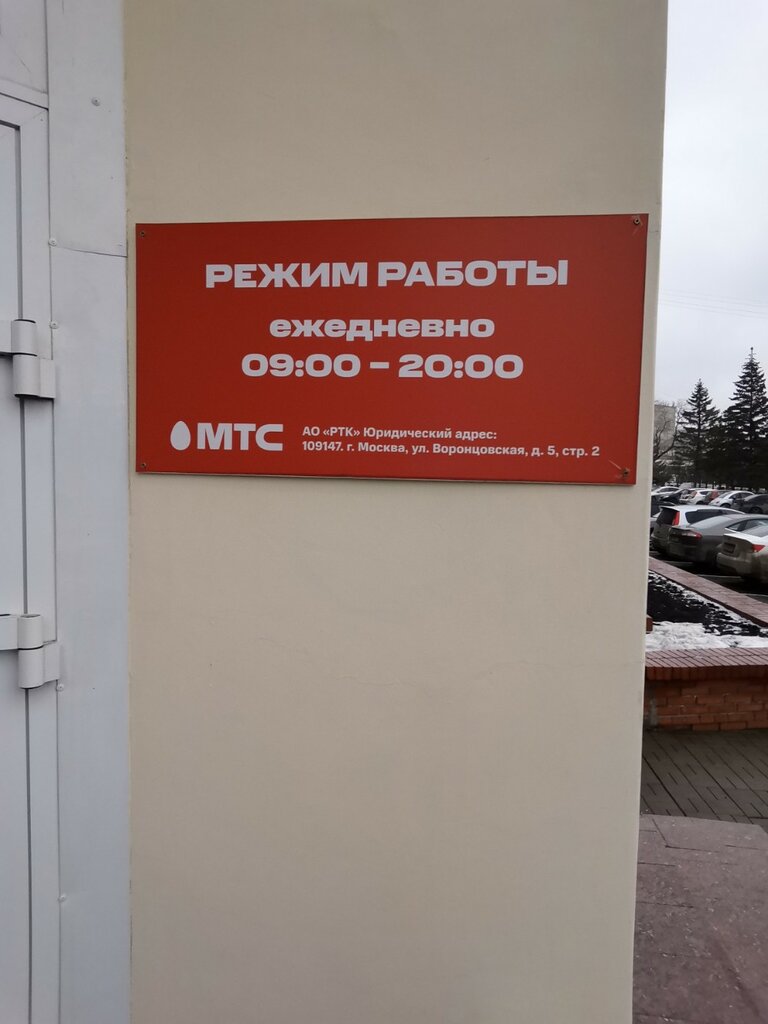 РЕЖИМ РАБОТЫ
ежедневно
09:00 – 20:00
МТС
АО «РТК» Юридический адрес:
109147. г. Москва, ул. Воронцовская, д. 5, стр. 2